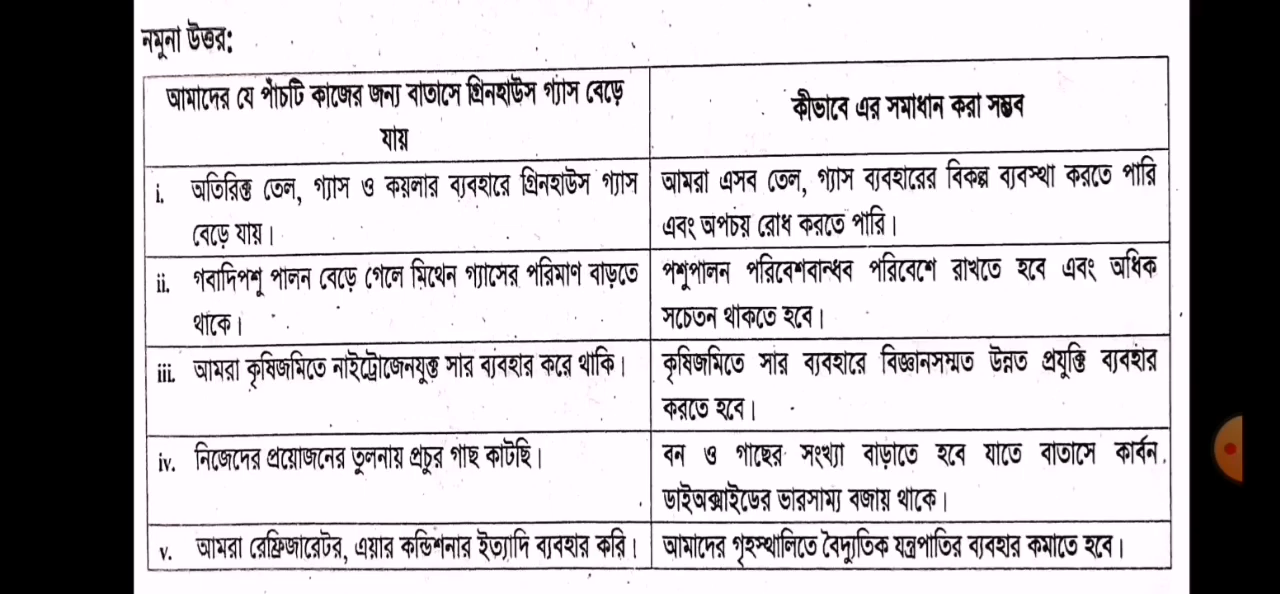 নমুনা উত্তর:
আমাদের যে পাঁচটি কাজের জন্য বাতাসে গ্রিনহাউস গ্যাস বেড়ে
যায়
কীভাবে এর সমাধান করা সম্ভব
i. অতিরিক্ত তেল, গ্যাস ও কয়লার ব্যবহারে গ্রিনহাউস গ্যাস
বেড়ে যায়।
আমরা এসব তেল, গ্যাস ব্যবহারের বিকল্প ব্যবস্থা করতে পারি
এবং অপচয় রোধ করতে পারি।
ii. গবাদিপশু পালন বেড়ে গেলে মিথেন গ্যাসের পরিমাণ বাড়তে
থাকে।
পশুপালন পরিবেশবান্ধব পরিবেশে রাখতে হবে এবং অধিক
সচেতন থাকতে হবে।
iii. আমরা কৃষিজমিতে নাইট্রোজেনযুক্ত সার ব্যবহার করে থাকি।
কৃষিজমিতে সার ব্যবহারে বিজ্ঞানসম্মত উন্নত প্রযুক্তি ব্যবহার
করতে হবে।
iv. নিজেদের প্রয়োজনের তুলনায় প্রচুর গাছ কাটছি।
বন ও গাছের সংখ্যা বাড়াতে হবে যাতে বাতাসে কার্বন
ডাইঅক্সাইডের ভারসাম্য বজায় থাকে।
v. আমরা রেফ্রিজারেটর, এয়ার কন্ডিশনার ইত্যাদি ব্যবহার করি।
আমাদের গৃহস্থালিতে বৈদ্যুতিক যন্ত্রপাতির ব্যবহার কমাতে হবে।